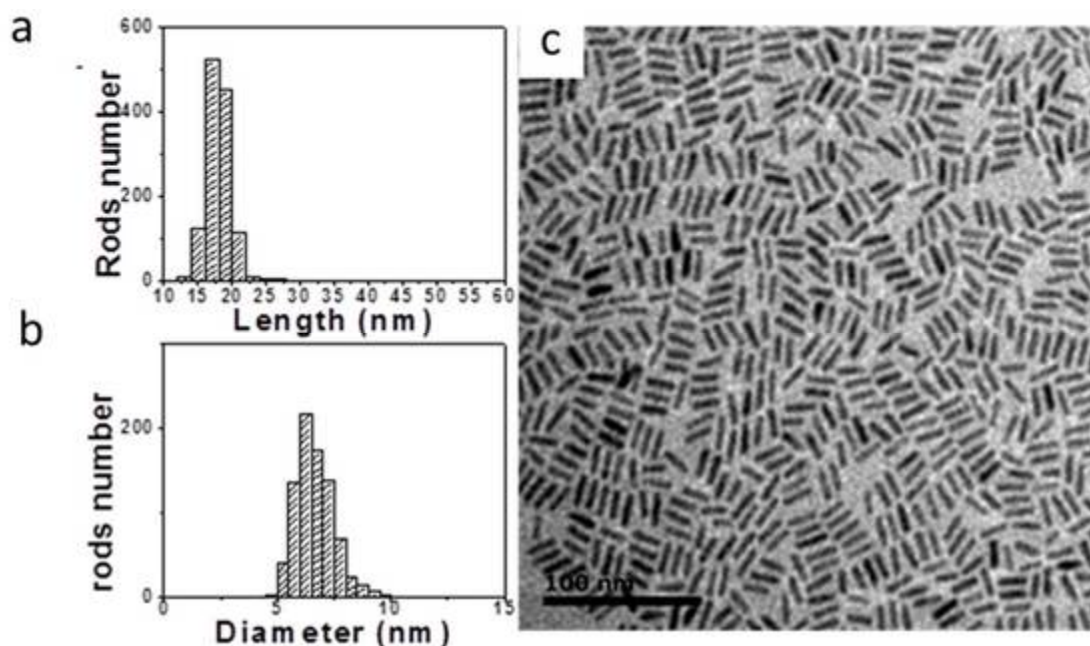 a
600
400
200
0
Rods number
10 15 20 25 30 35 40 45 50 55 60
Length (nm)
b
200
0
rods number
0 5 10 15
Diameter (nm)
c
100 nm